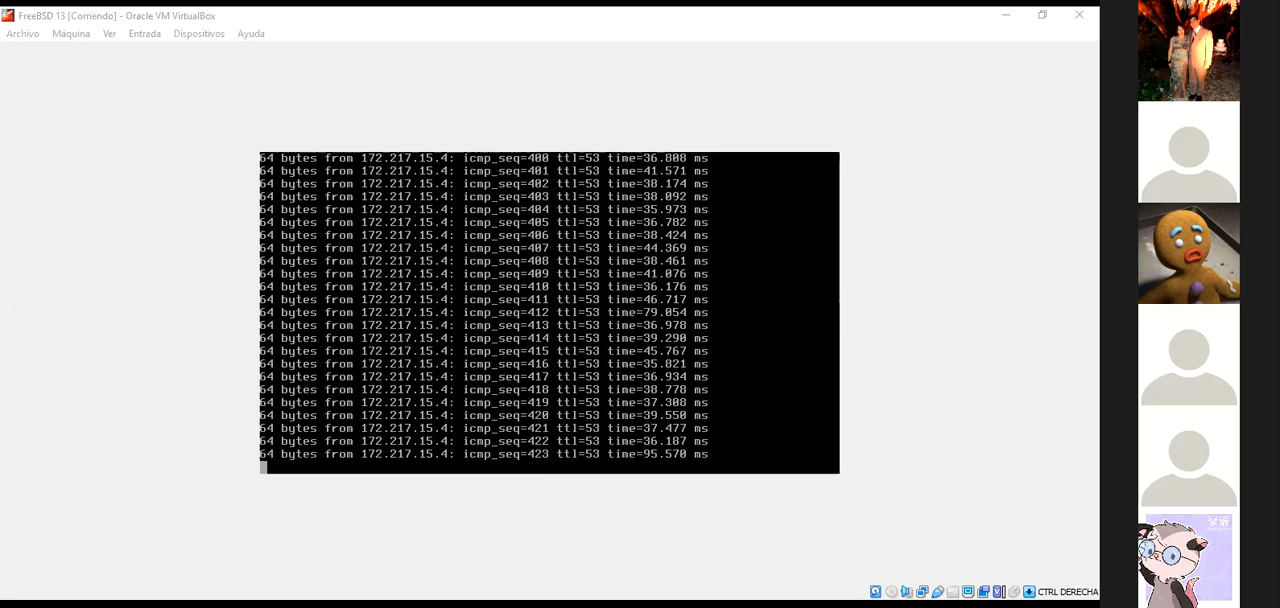 FreeBSD 13 [Corriendo] - Oracle VM VirtualBox
Archivo Máquina Ver Entrada Dispositivos Ayuda
64 bytes from 172.217.15.4: icmp_seq=400 ttl=53 time=36.808 ms
64 bytes from 172.217.15.4: icmp_seq=401 ttl=53 time=41.571 ms
64 bytes from 172.217.15.4: icmp_seq=402 ttl=53 time=38.174 ms
64 bytes from 172.217.15.4: icmp_seq=403 ttl=53 time=38.092 ms
64 bytes from 172.217.15.4: icmp_seq=404 ttl=53 time=35.973 ms
64 bytes from 172.217.15.4: icmp_seq=405 ttl=53 time=36.782 ms
64 bytes from 172.217.15.4: icmp_seq=406 ttl=53 time=38.424 ms
64 bytes from 172.217.15.4: icmp_seq=407 ttl=53 time=44.369 ms
64 bytes from 172.217.15.4: icmp_seq=408 ttl=53 time=38.461 ms
64 bytes from 172.217.15.4: icmp_seq=409 ttl=53 time=41.076 ms
64 bytes from 172.217.15.4: icmp_seq=410 ttl=53 time=36.176 ms
64 bytes from 172.217.15.4: icmp_seq=411 ttl=53 time=46.717 ms
64 bytes from 172.217.15.4: icmp_seq=412 ttl=53 time=79.054 ms
64 bytes from 172.217.15.4: icmp_seq=413 ttl=53 time=36.978 ms
64 bytes from 172.217.15.4: icmp_seq=414 ttl=53 time=39.290 ms
64 bytes from 172.217.15.4: icmp_seq=415 ttl=53 time=45.767 ms
64 bytes from 172.217.15.4: icmp_seq=416 ttl=53 time=35.821 ms
64 bytes from 172.217.15.4: icmp_seq=417 ttl=53 time=36.934 ms
64 bytes from 172.217.15.4: icmp_seq=418 ttl=53 time=38.778 ms
64 bytes from 172.217.15.4: icmp_seq=419 ttl=53 time=37.308 ms
64 bytes from 172.217.15.4: icmp_seq=420 ttl=53 time=39.550 ms
64 bytes from 172.217.15.4: icmp_seq=421 ttl=53 time=37.477 ms
64 bytes from 172.217.15.4: icmp_seq=422 ttl=53 time=36.187 ms
64 bytes from 172.217.15.4: icmp_seq=423 ttl=53 time=95.570 ms
CTRL DERECHA